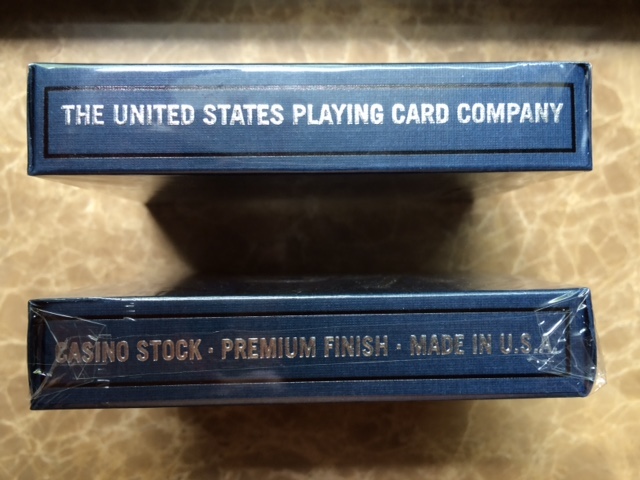 THE UNITED STATES PLAYING CARD COMPANY
CASINO STOCK · PREMIUM FINISH · MADE IN U.S.A.